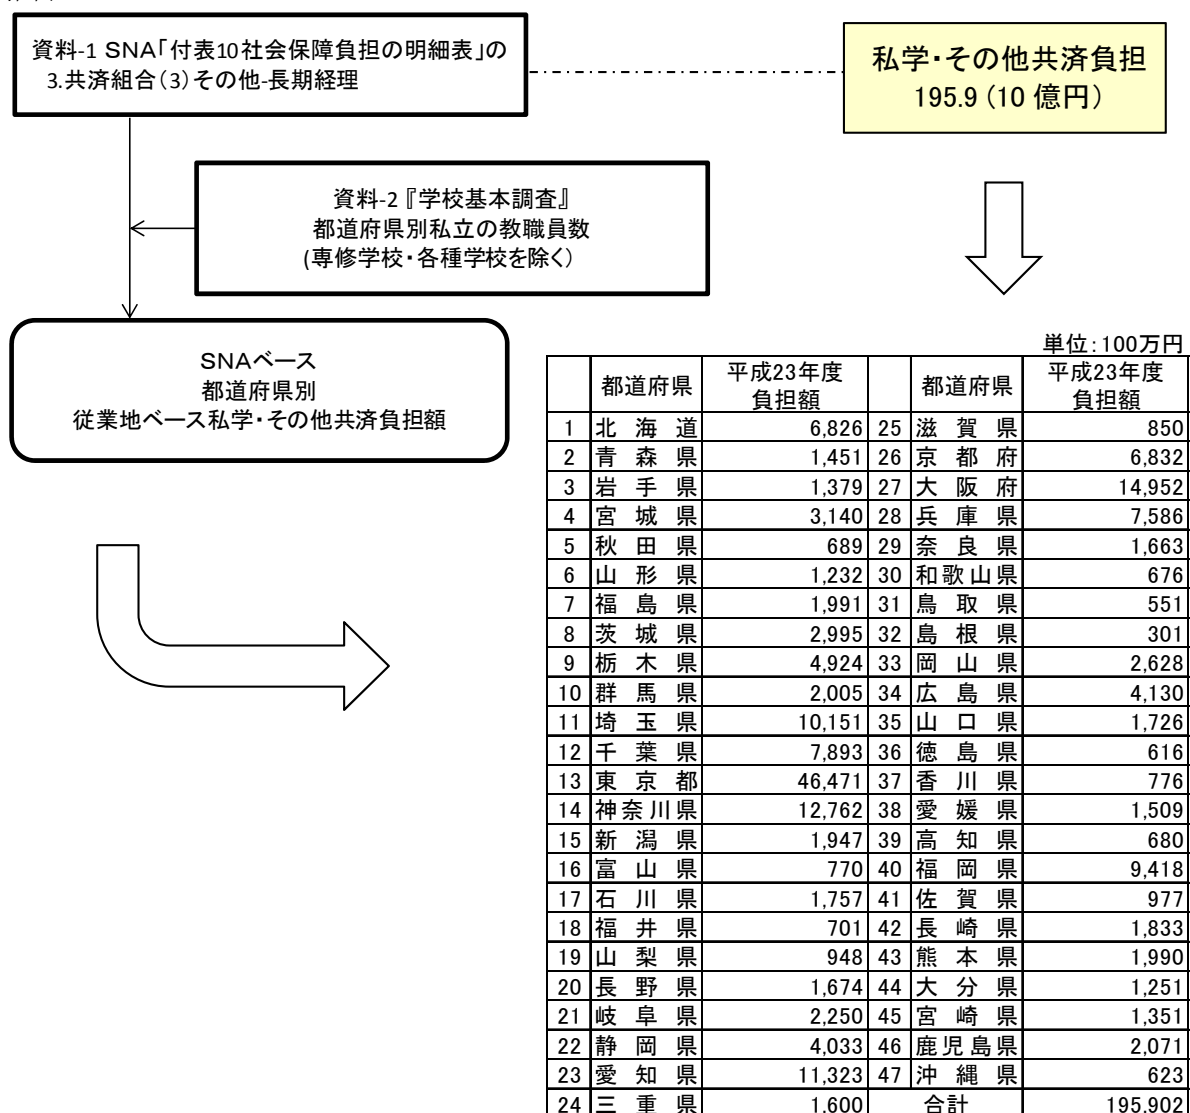 資料-1 SNA「付表10社会保障負担の明細表」の
3.共済組合(3)その他-長期経理
私学・その他共済負担
195.9(10 億円)
資料-2『学校基本調査』
都道府県別私立の教職員数
(専修学校・各種学校を除く)
SNAベース
都道府県別
従業地ベース私学・その他共済負担額
単位:100万円
都道府県 平成23年度 負担額 都道府県 平成23年度 負担額
1 北海道 6,826 25 滋賀県 850
2 青森県 1,451 26 京都府 6,832
3 岩手県 1,379 27 大阪府 14,952
4 宮城県 3,140 28 兵庫県 7,586
5 秋田県 689 29 奈良県 1,663
6 山形県 1,232 30 和歌山県 676
7 福島県 1,991 31 鳥取県 551
8 茨城県 2,995 32 島根県 301
9 栃木県 4,924 33 岡山県 2,628
10 群馬県 2,005 34 広島県 4,130
11 埼玉県 10,151 35 山口県 1,726
12 千葉県 7,893 36 徳島県 616
13 東京都 46,471 37 香川県 776
14 神奈川県 12,762 38 愛媛県 1,509
15 新潟県 1,947 39 高知県 680
16 富山県 770 40 福岡県 9,418
17 石川県 1,757 41 佐賀県 977
18 福井県 701 42 長崎県 1,833
19 山梨県 948 43 熊本県 1,990
20 長野県 1,674 44 大分県 1,251
21 岐阜県 2,250 45 宮崎県 1,351
22 静岡県 4,033 46 鹿児島県 2,071
23 愛知県 11,323 47 沖縄県 623
24 三重県 1,600 合計 195,902